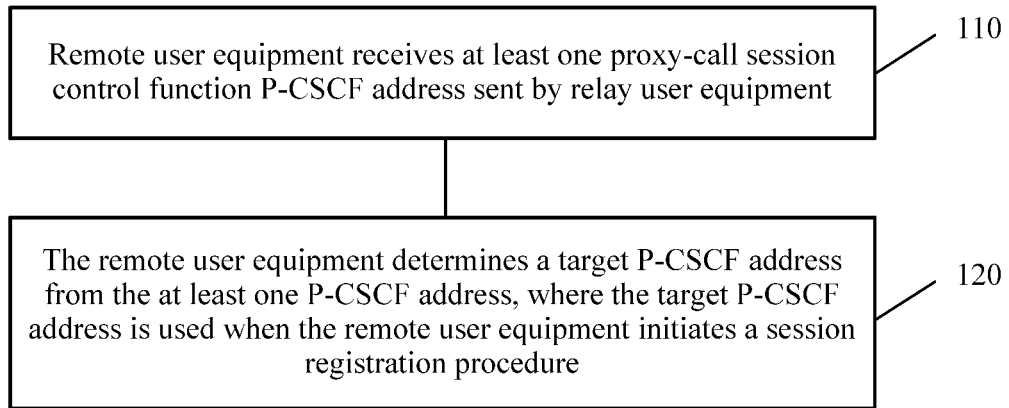 Remote user equipment receives at least one proxy-call session
control function P-CSCF address sent by relay user equipment
110
The remote user equipment determines a target P-CSCF address
from the at least one P-CSCF address, where the target P-CSCF
address is used when the remote user equipment initiates a session
registration procedure
120